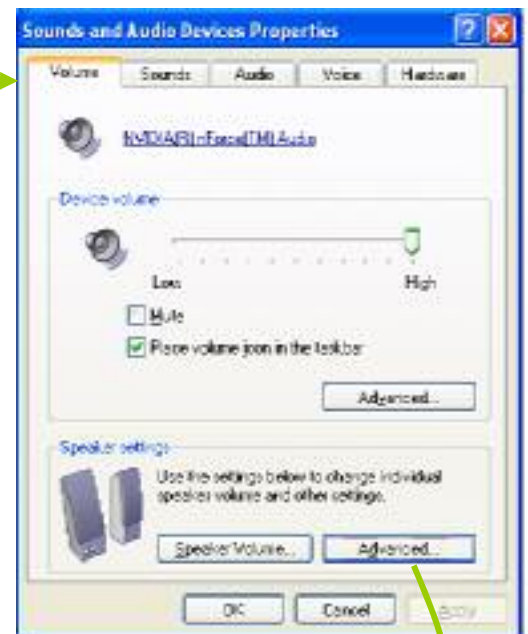 Sounds and Audio Devices Properties
Volume Sounds Audio Voice Hardware
NVIDIA(R) nForce(TM) Audio
Device volume
Low High
Mute
Place volume icon in the taskbar
Advanced...
Speaker settings
Use the settings below to change individual
speaker volume and other settings.
Speaker Volume... Advanced...
OK Cancel Apply